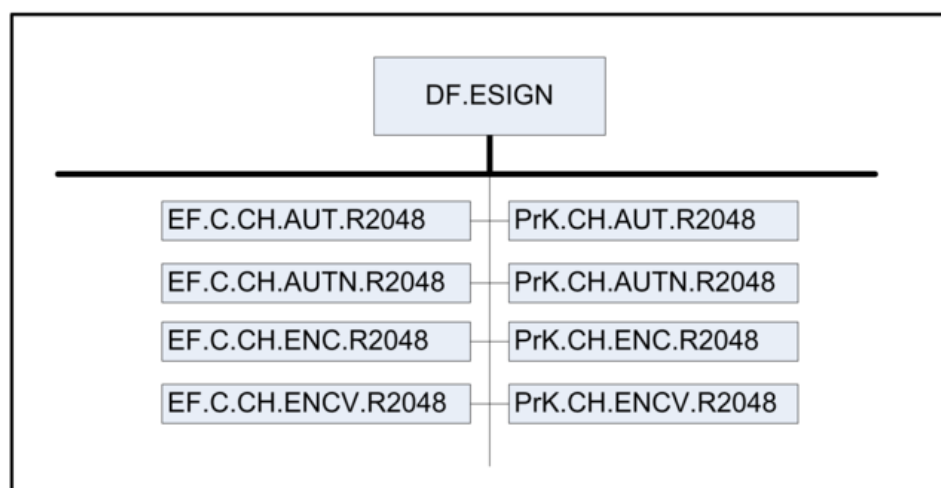 DF.ESIGN
EF.C.CH.AUT.R2048 PrK.CH.AUT.R2048
EF.C.CH.AUTN.R2048 PrK.CH.AUTN.R2048
EF.C.CH.ENC.R2048 PrK.CH.ENC.R2048
EF.C.CH.ENCV.R2048 PrK.CH.ENCV.R2048